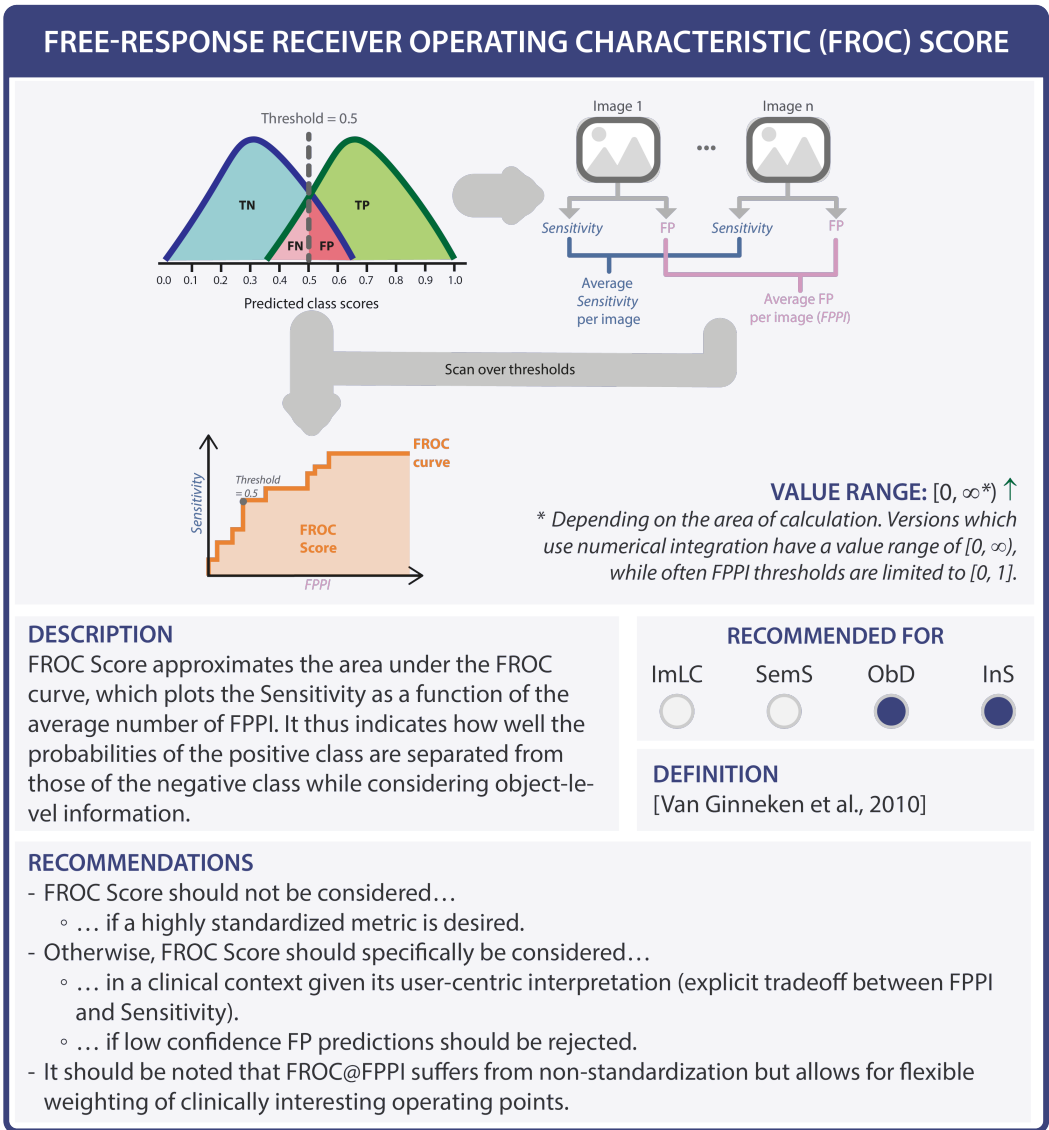 FREE-RESPONSE RECEIVER OPERATING CHARACTERISTIC (FROC) SCORE
Threshold = 0.5
TN
TP
FN
FP
0.0 0.1 0.2 0.3 0.4 0.5 0.6 0.7 0.8 0.9 1.0
Predicted class scores
Image 1
...
Image n
Sensitivity
FP
Sensitivity
FP
Average
Sensitivity
per image
Average FP
per image (FPPI)
Scan over thresholds
Sensitivity
Threshold
= 0.5
FROC
curve
FROC
Score
FPPI
VALUE RANGE: [0, ∞*) ↑
* Depending on the area of calculation. Versions which
use numerical integration have a value range of [0, ∞),
while often FPPI thresholds are limited to [0, 1].
DESCRIPTION
FROC Score approximates the area under the FROC
curve, which plots the Sensitivity as a function of the
average number of FPPI. It thus indicates how well the
probabilities of the positive class are separated from
those of the negative class while considering object-le-
vel information.
RECOMMENDED FOR
ImLC SemS ObD InS
DEFINITION
[Van Ginneken et al., 2010]
RECOMMENDATIONS
- FROC Score should not be considered…
◦ … if a highly standardized metric is desired.
- Otherwise, FROC Score should specifically be considered…
◦ … in a clinical context given its user-centric interpretation (explicit tradeoff between FPPI
and Sensitivity).
◦ … if low confidence FP predictions should be rejected.
- It should be noted that FROC@FPPI suffers from non-standardization but allows for flexible
weighting of clinically interesting operating points.